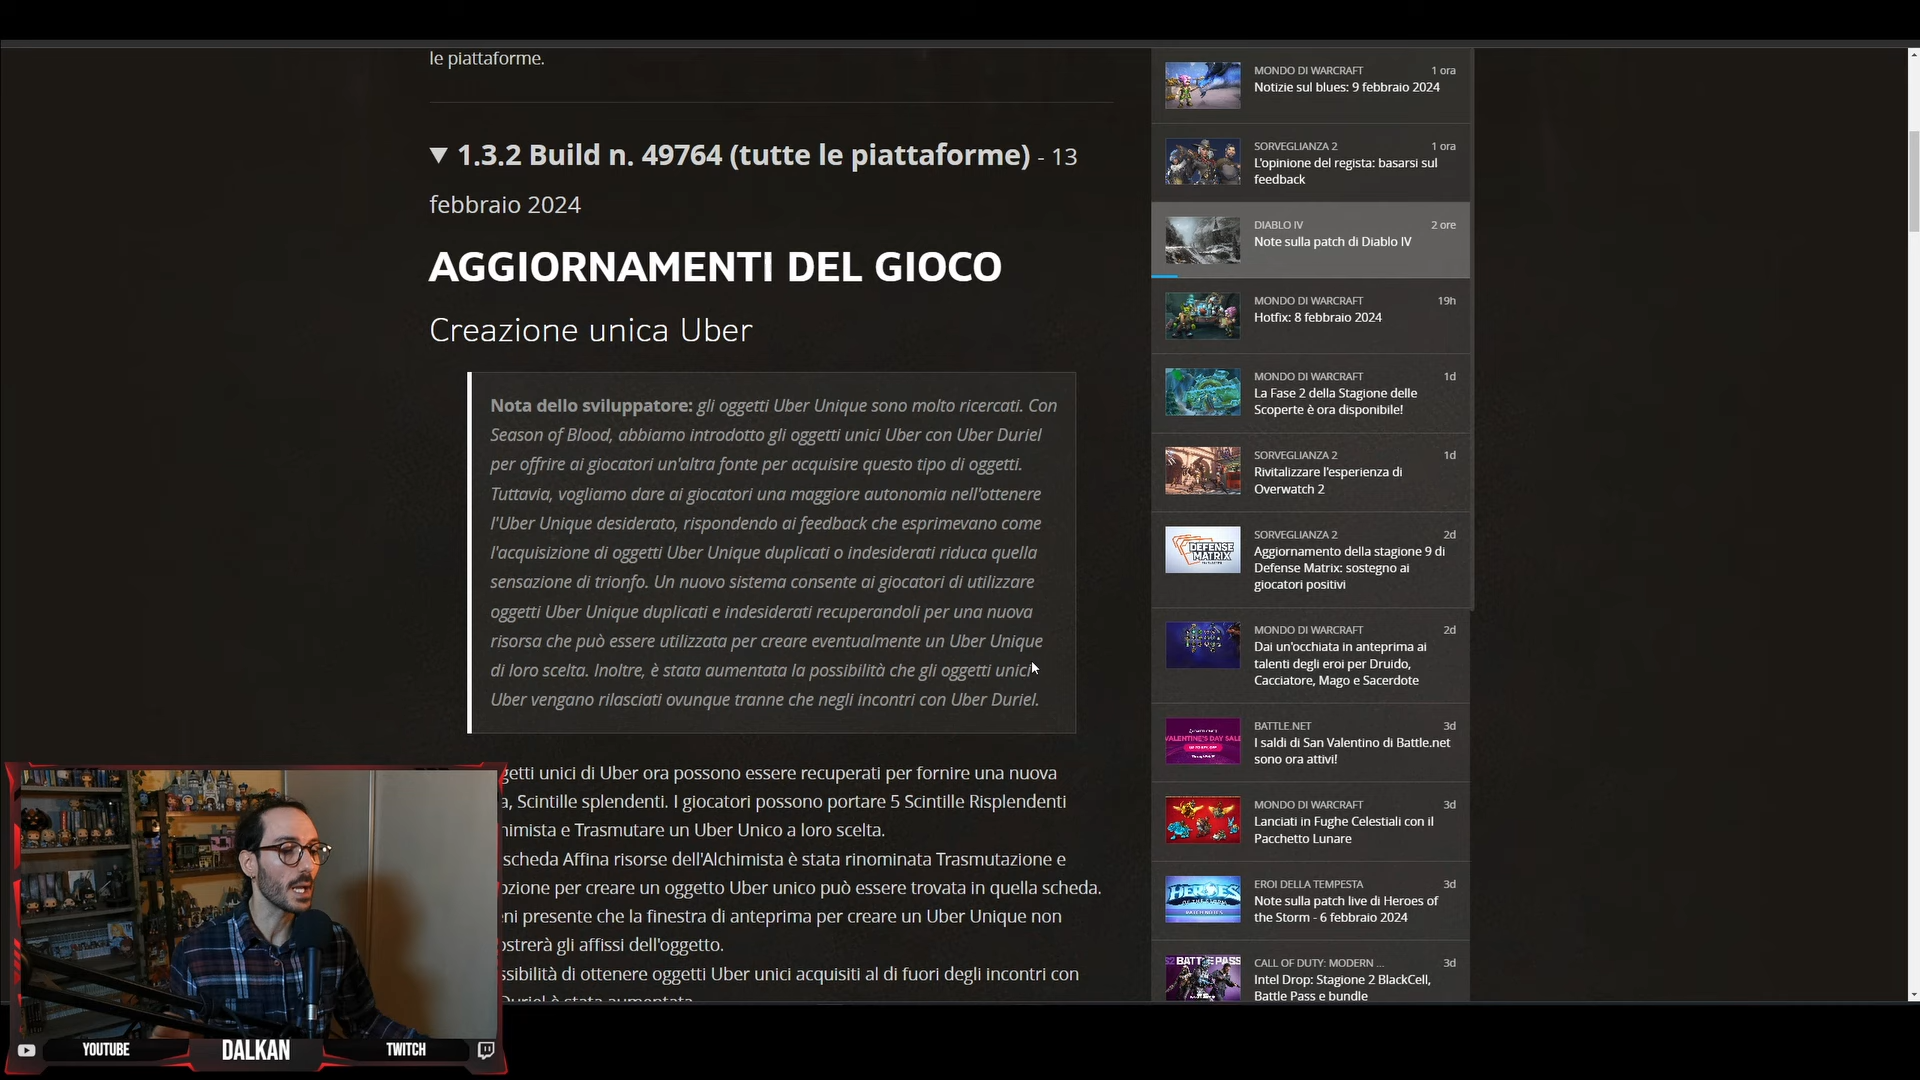 le piattaforme.
▼ 1.3.2 Build n. 49764 (tutte le piattaforme) - 13
febbraio 2024
AGGIORNAMENTI DEL GIOCO
Creazione unica Uber
Nota dello sviluppatore: gli oggetti Uber Unique sono molto ricercati. Con
Season of Blood, abbiamo introdotto gli oggetti unici Uber con Uber Duriel
per offrire ai giocatori un'altra fonte per acquisire questo tipo di oggetti.
Tuttavia, vogliamo dare ai giocatori una maggiore autonomia nell'ottenere
l'Uber Unique desiderato, rispondendo ai feedback che esprimevano come
l'acquisizione di oggetti Uber Unique duplicati o indesiderati riduca quella
sensazione di trionfo. Un nuovo sistema consente ai giocatori di utilizzare
oggetti Uber Unique duplicati e indesiderati recuperandoli per una nuova
risorsa che può essere utilizzata per creare eventualmente un Uber Unique
di loro scelta. Inoltre, è stata aumentata la possibilità che gli oggetti unici
Uber vengano rilasciati ovunque tranne che negli incontri con Uber Duriel.
getti unici di Uber ora possono essere recuperati per fornire una nuova
a, Scintille splendenti. I giocatori possono portare 5 Scintille Risplendenti
himista e Trasmutare un Uber Unico a loro scelta.
scheda Affina risorse dell'Alchimista è stata rinominata Trasmutazione e
pzione per creare un oggetto Uber unico può essere trovata in quella scheda.
ni presente che la finestra di anteprima per creare un Uber Unique non
ostrerà gli affissi dell'oggetto.
ssibilità di ottenere oggetti Uber unici acquisiti al di fuori degli incontri con
Duriel è stata aumentata
MONDO DI WARCRAFT 1 ora
Notizie sul blues: 9 febbraio 2024
SORVEGLIANZA 2 1 ora
L'opinione del regista: basarsi sul
feedback
DIABLO IV 2 ore
Note sulla patch di Diablo IV
MONDO DI WARCRAFT 19h
Hotfix: 8 febbraio 2024
MONDO DI WARCRAFT 1d
La Fase 2 della Stagione delle
Scoperte è ora disponibile!
SORVEGLIANZA 2 1d
Rivitalizzare l'esperienza di
Overwatch 2
DEFENSE
MATRIX
SORVEGLIANZA 2 2d
Aggiornamento della stagione 9 di
Defense Matrix: sostegno ai
giocatori positivi
MONDO DI WARCRAFT 2d
Dai un'occhiata in anteprima ai
talenti degli eroi per Druido,
Cacciatore, Mago e Sacerdote
VALENTINE'S DAY SALE
BATTLE.NET 3d
I saldi di San Valentino di Battle.net
sono ora attivi!
MONDO DI WARCRAFT 3d
Lanciati in Fughe Celestiali con il
Pacchetto Lunare
HEROES
EROI DELLA TEMPESTA 3d
Note sulla patch live di Heroes of
the Storm - 6 febbraio 2024
BATTLE PASS
CALL OF DUTY: MODERN ... 3d
Intel Drop: Stagione 2 BlackCell,
Battle Pass e bundle
YOUTUBE
DALKAN
TWITCH